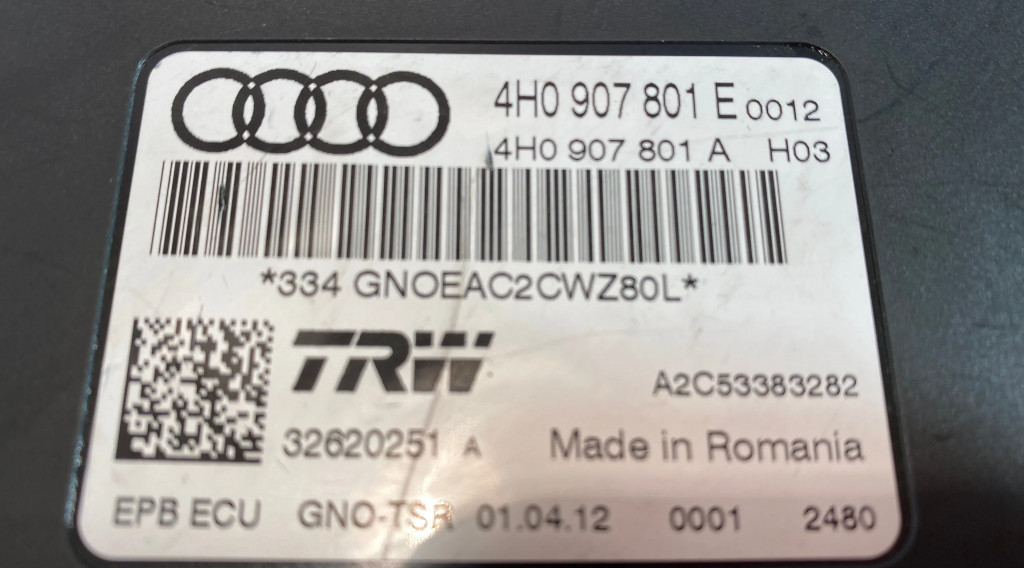 4H0 907 801 E 0012
4H0 907 801 A H03
*334 GNOEAC2CWZ80L*
TRW
A2C53383282
32620251 A Made in Romania
EPB ECU GNO-TSR 01.04.12 0001 2480